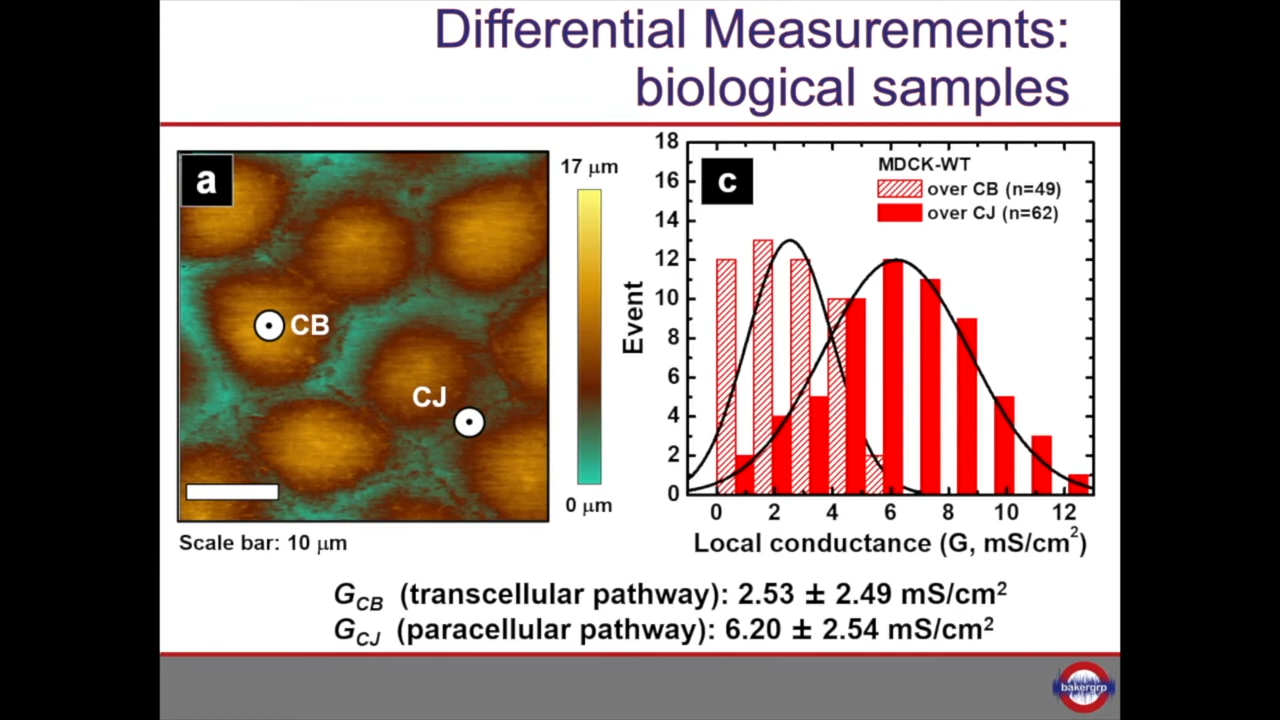 Differential Measurements:
biological samples
a
17 μm
CB
CJ
0 μm
Scale bar: 10 μm
c
MDCK-WT
over CB (n=49)
over CJ (n=62)
Event
18
16
14
12
10
8
6
4
2
0
0 2 4 6 8 10 12
Local conductance (G, mS/cm²)
G_CB (transcellular pathway): 2.53 ± 2.49 mS/cm²
G_CJ (paracellular pathway): 6.20 ± 2.54 mS/cm²
bakergrp